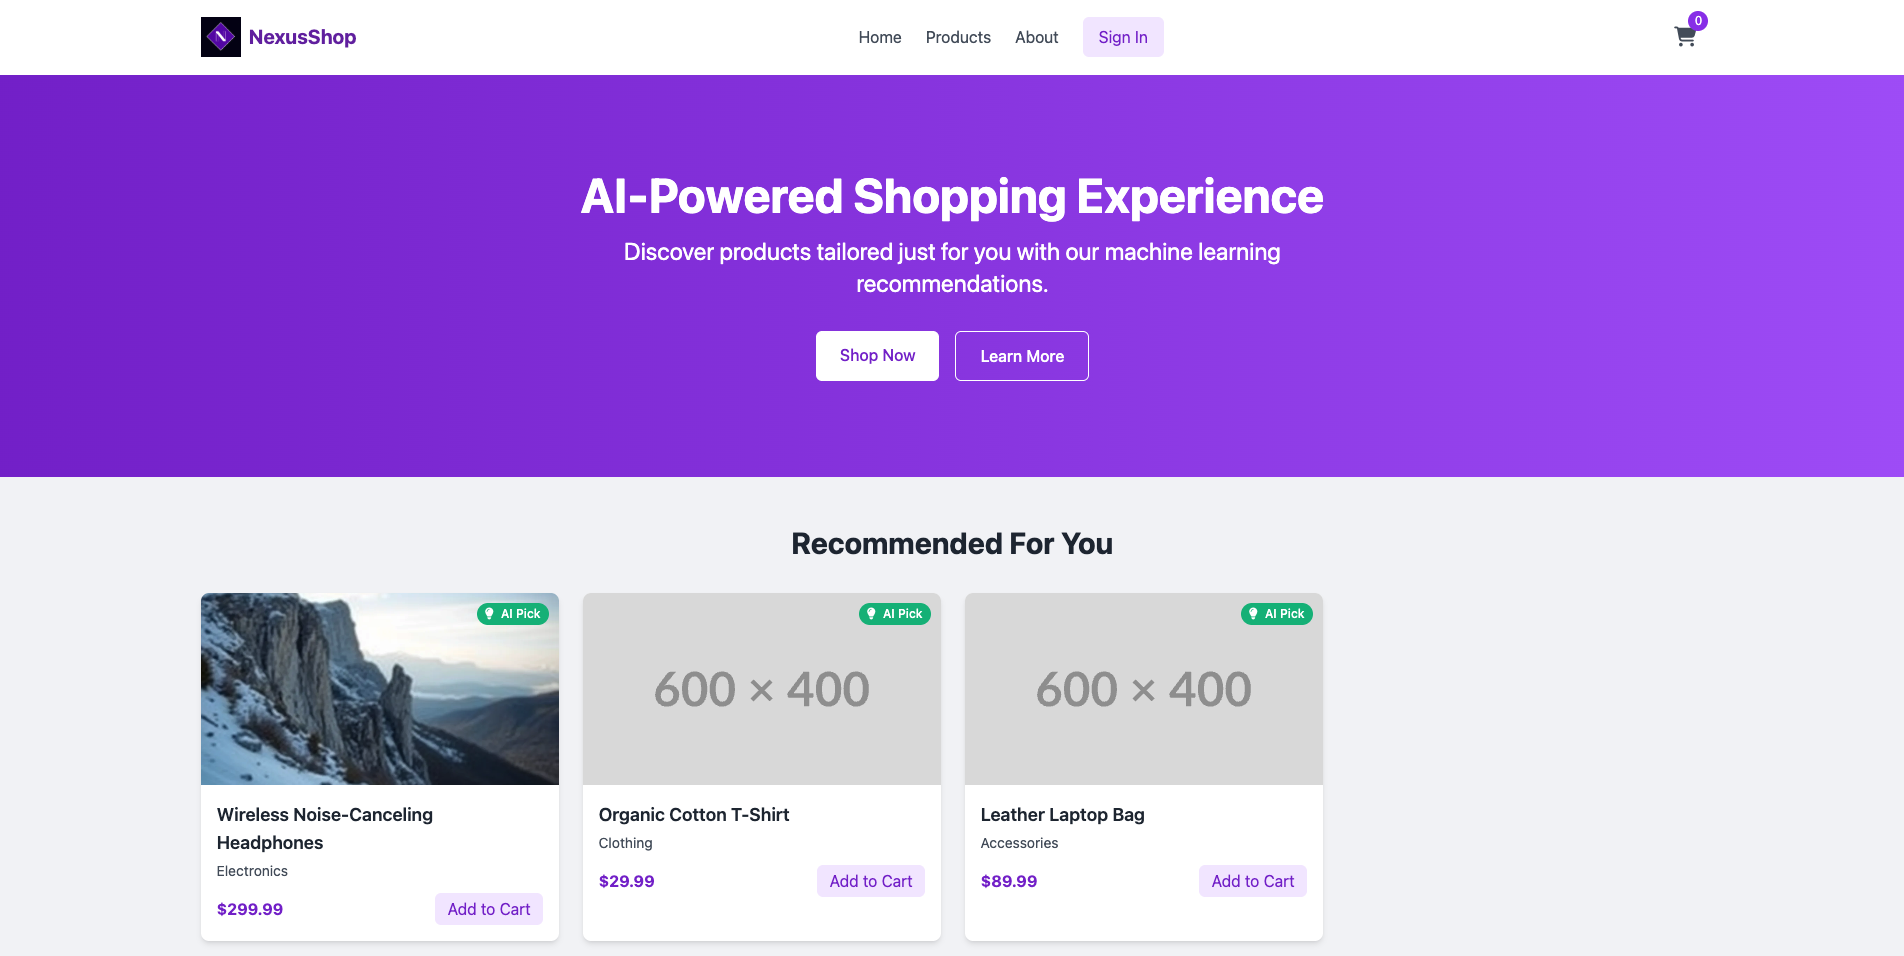 N
NexusShop
Home
Products
About
Sign In
0
AI-Powered Shopping Experience
Discover products tailored just for you with our machine learning
recommendations.
Shop Now
Learn More
Recommended For You
AI Pick
Wireless Noise-Canceling
Headphones
Electronics
$299.99
Add to Cart
AI Pick
600 × 400
Organic Cotton T-Shirt
Clothing
$29.99
Add to Cart
AI Pick
600 × 400
Leather Laptop Bag
Accessories
$89.99
Add to Cart